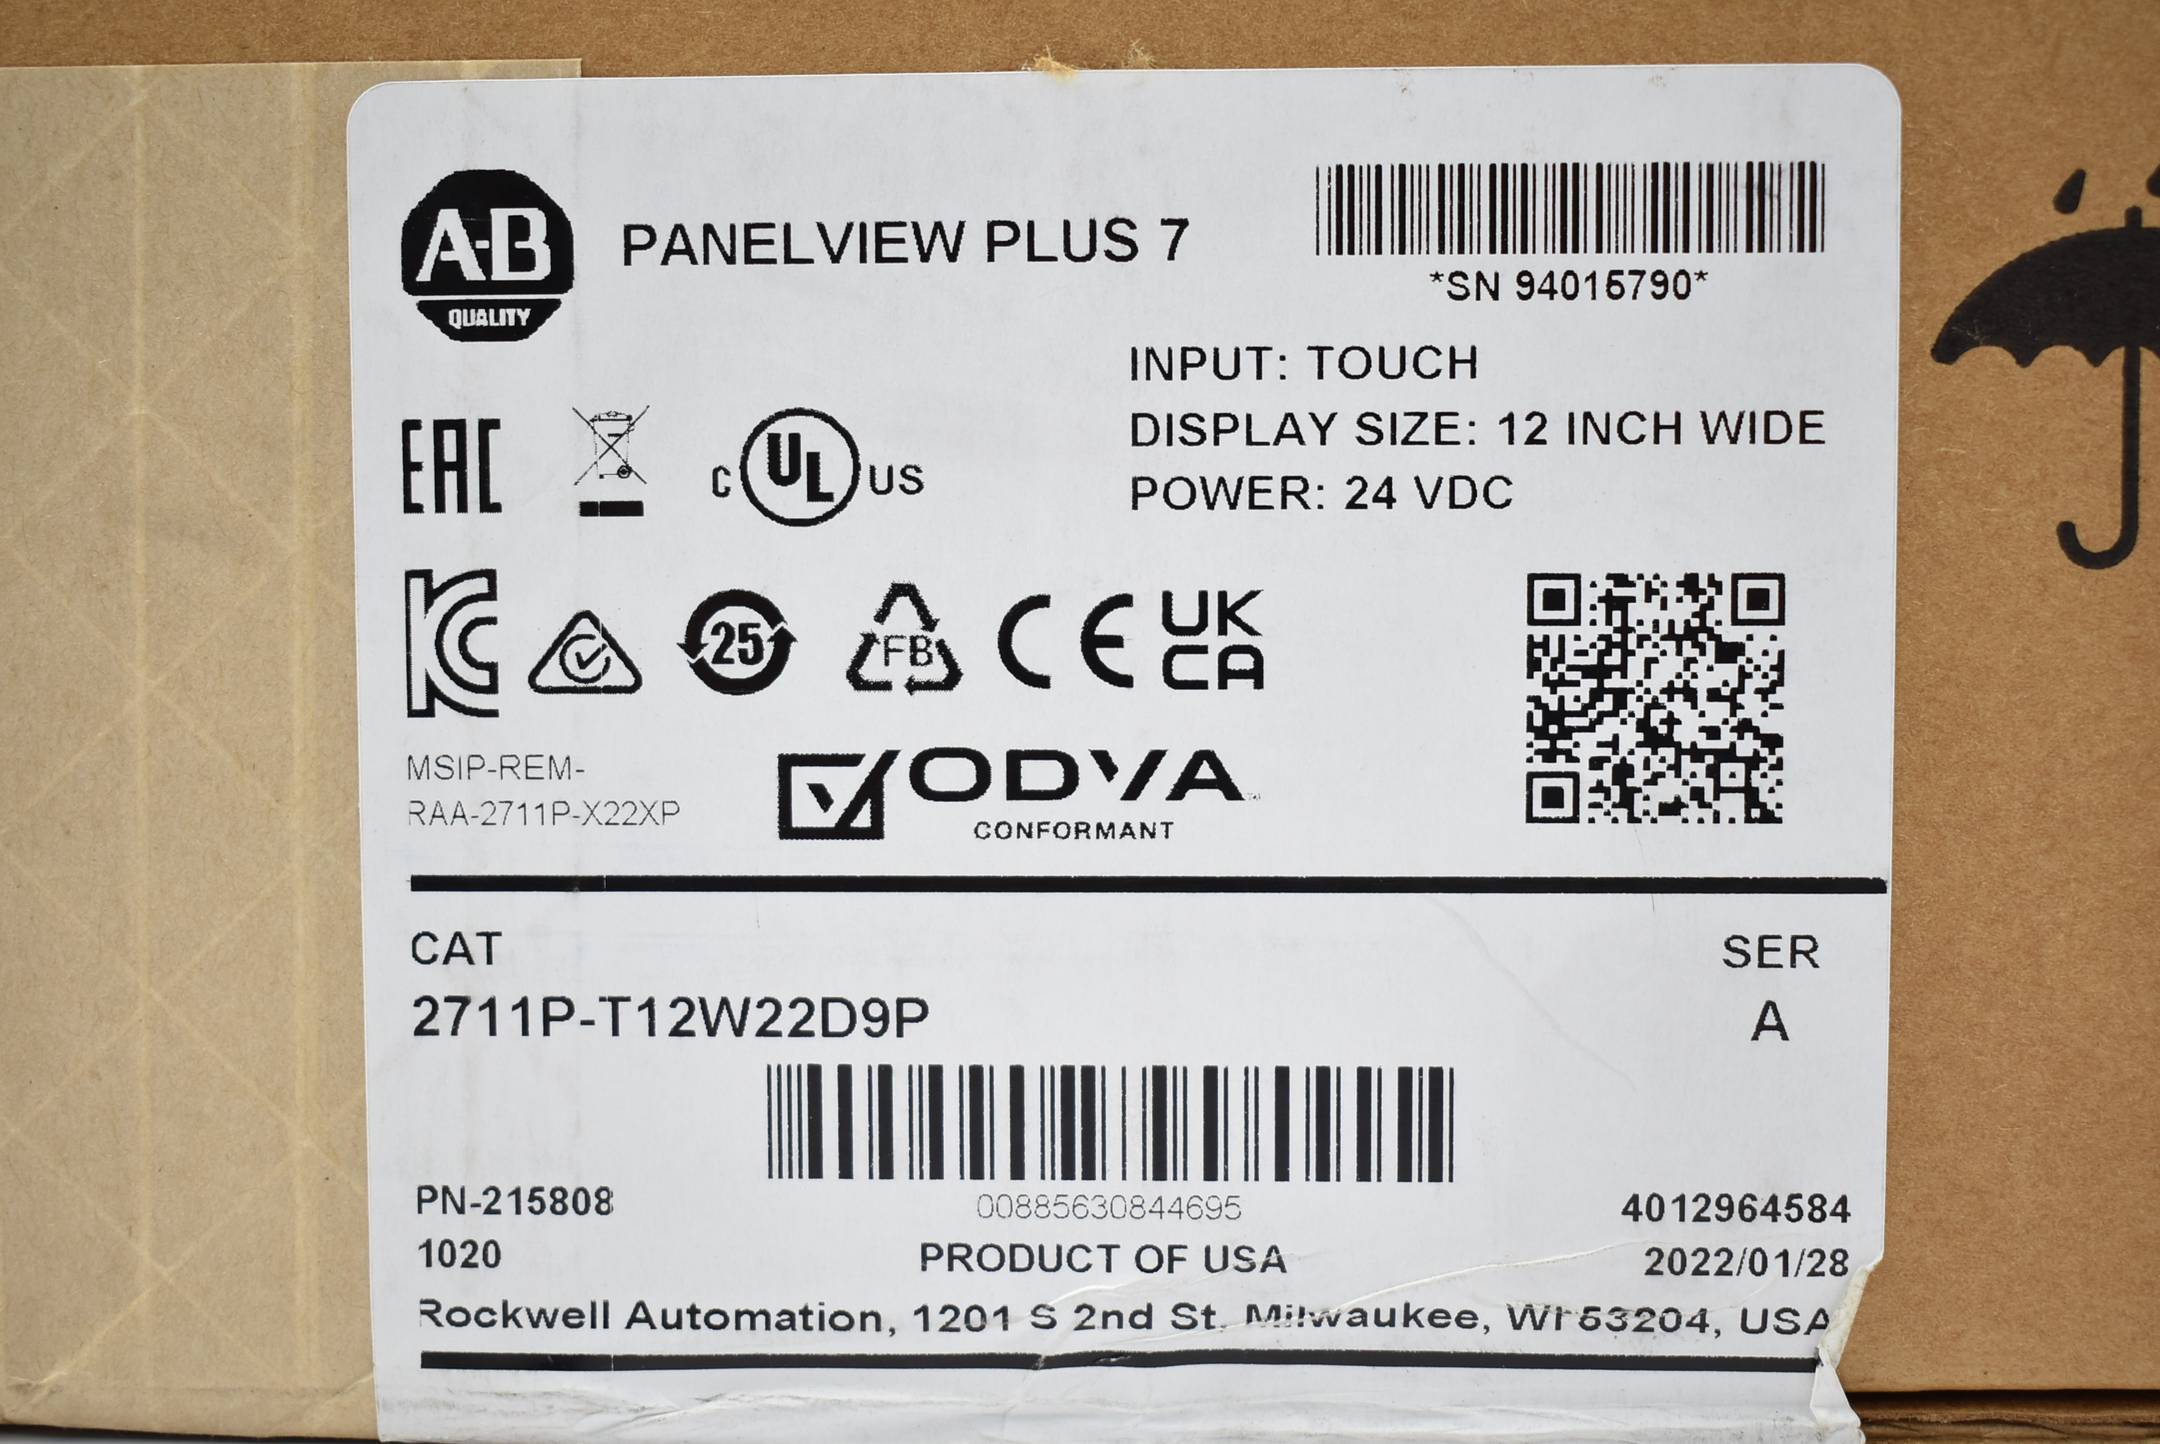 A-B
QUALITY
PANELVIEW PLUS 7
*SN 94015790*
INPUT: TOUCH
DISPLAY SIZE: 12 INCH WIDE
POWER: 24 VDC
EAC
C UL US
KC 25 FB CE UK CA
MSIP-REM-
RAA-2711P-X22XP
ODVA
CONFORMANT
CAT
SER
2711P-T12W22D9P
A
PN-215808
00885630844695
4012964584
1020
PRODUCT OF USA
2022/01/28
Rockwell Automation, 1201 S 2nd St. Milwaukee, WI 53204, USA